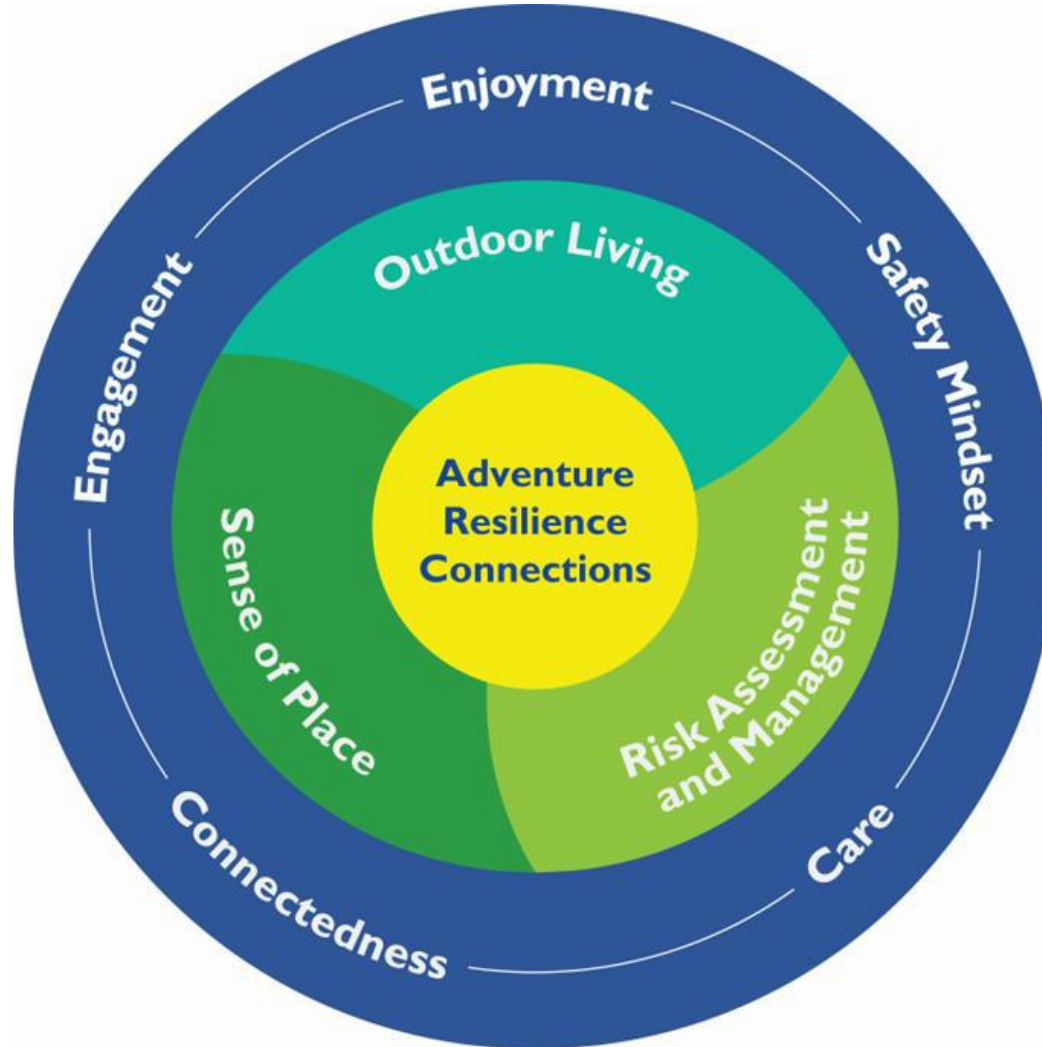 Enjoyment
Safety Mindset
Care
Connectedness
Engagement
Outdoor Living
Risk Assessment
and Management
Sense of Place
Adventure
Resilience
Connections